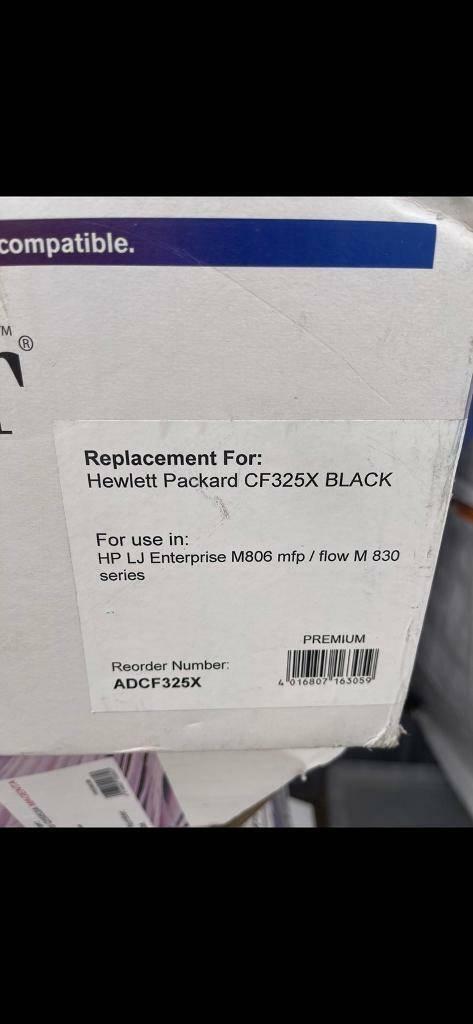 compatible.
TM
®
Replacement For:
Hewlett Packard CF325X BLACK
For use in:
HP LJ Enterprise M806 mfp / flow M 830
series
PREMIUM
Reorder Number:
ADCF325X
4 016807 163059